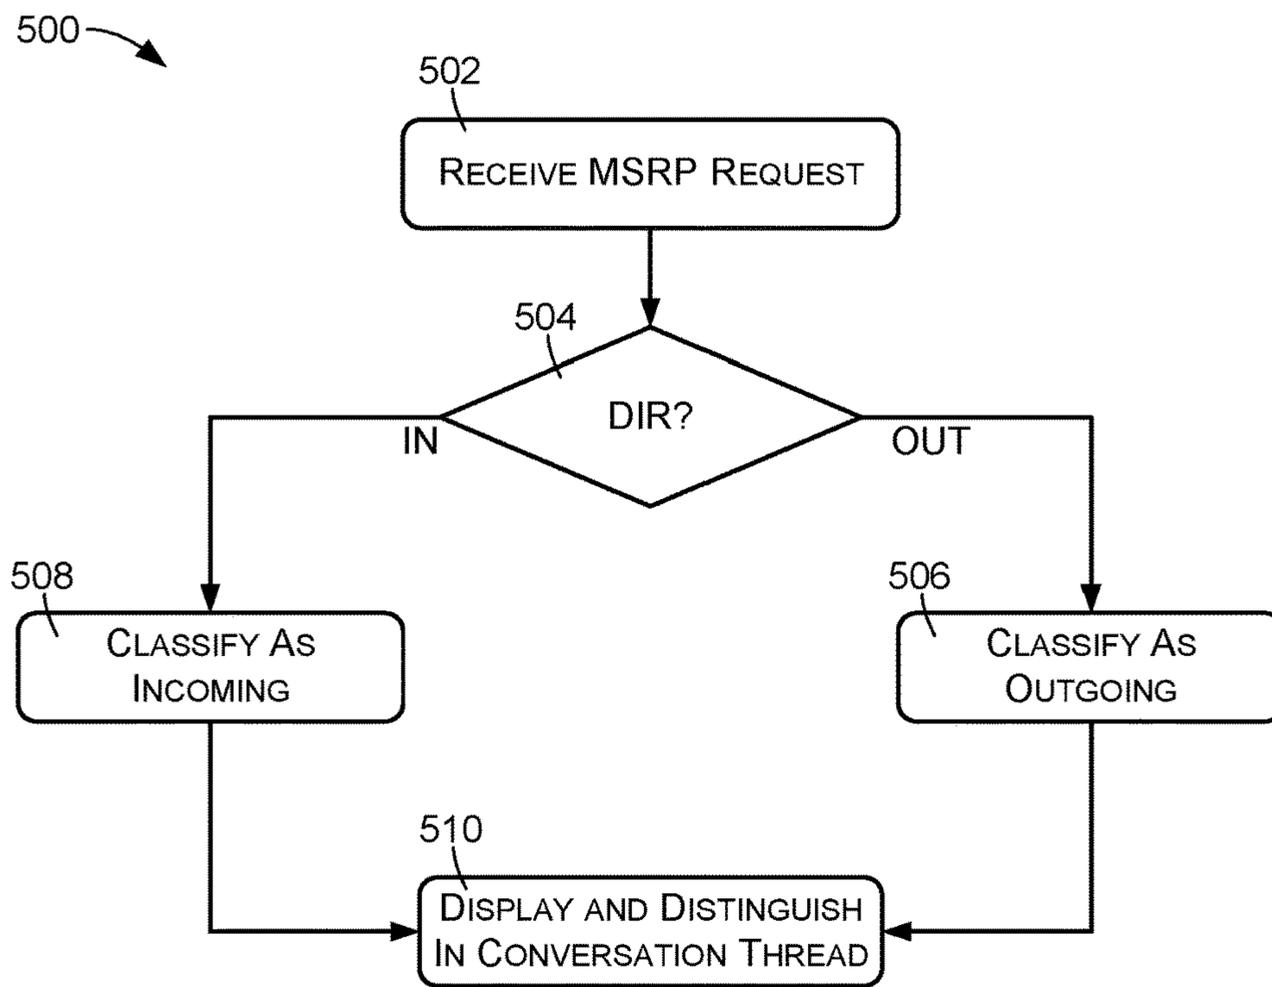 500
502
RECEIVE MSRP REQUEST
504
DIR?
IN
OUT
508
CLASSIFY AS
INCOMING
506
CLASSIFY AS
OUTGOING
510
DISPLAY AND DISTINGUISH
IN CONVERSATION THREAD